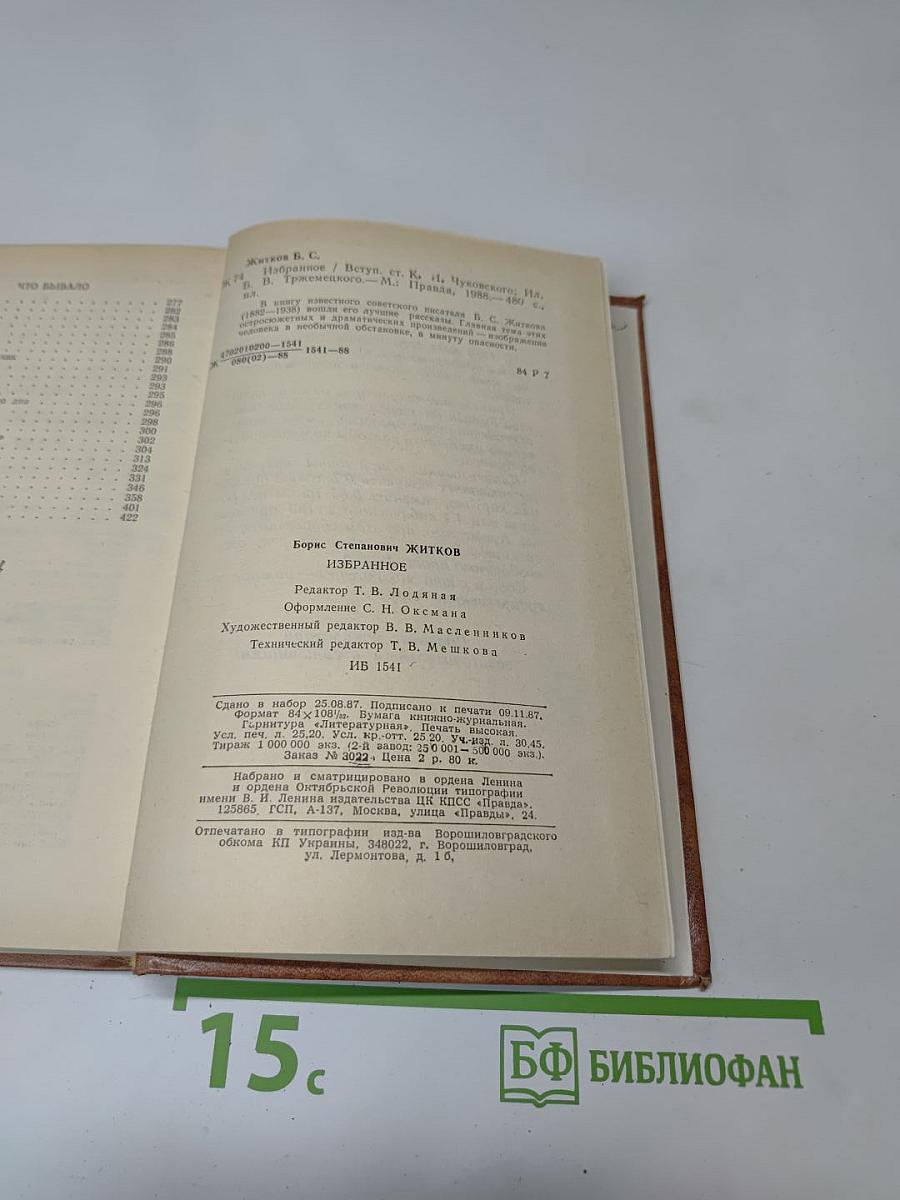 ЧТО БЫВАЛО
277
282
283
284
285
286
288
290
291
293
293
295
296
296
298
300
302
304
313
324
331
346
358
401
422
Житков Б. С.
Ж 74 Избранное / Вступ. ст. К. И. Чуковского; Ил.
Б. В. Тржемецкого.— М.: Правда, 1988.— 480 с.,
ил.
В книгу известного советского писателя Б. С. Житкова
(1882—1938) вошли его лучшие рассказы. Главная тема этих
остросюжетных и драматических произведений — изображение
человека в необычной обстановке, в минуту опасности.
Ж 4702010200—1541
080(02)—88 1541—88
84 Р 7
Борис Степанович ЖИТКОВ
ИЗБРАННОЕ
Редактор Т. В. Лодяная
Оформление С. Н. Оксмана
Художественный редактор В. В. Масленников
Технический редактор Т. В. Мешкова
ИБ 1541
Сдано в набор 25.08.87. Подписано к печати 09.11.87.
Формат 84×108 1/32. Бумага книжно-журнальная.
Гарнитура «Литературная». Печать высокая.
Усл. печ. л. 25,20. Усл. кр.-отт. 25,20. Уч.-изд. л. 30,45.
Тираж 1 000 000 экз. (2-й завод: 250 001—500 000 экз.).
Заказ № 3022. Цена 2 р. 80 к.
Набрано и сматрицировано в ордена Ленина
и ордена Октябрьской Революции типографии
имени В. И. Ленина издательства ЦК КПСС «Правда».
125865, ГСП, А-137, Москва, улица «Правды», 24.
Отпечатано в типографии изд-ва Ворошиловградского
обкома КП Украины, 348022, г. Ворошиловград,
ул. Лермонтова, д. 1б,
15 с
БФ БИБЛИОФАН